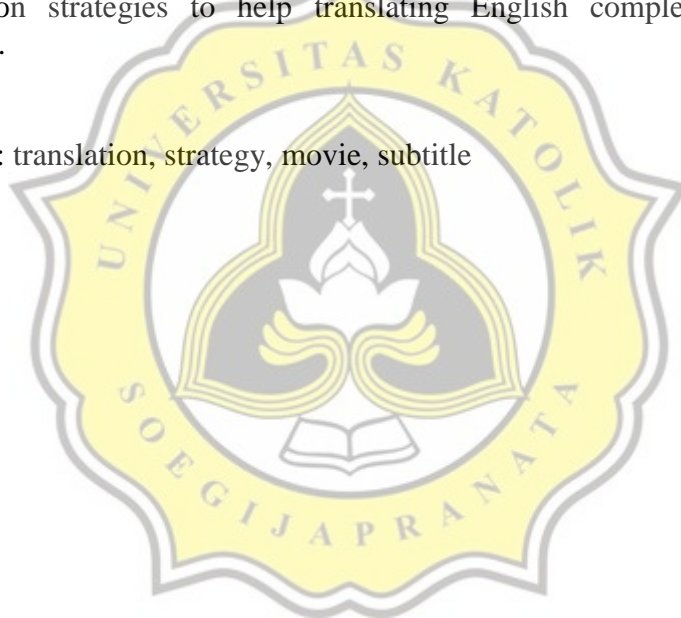 on strategies to help translating English comple
.
: translation, strategy, movie, subtitle
UNIVERSITAS KATOLIK
SOEGIJAPRANATA